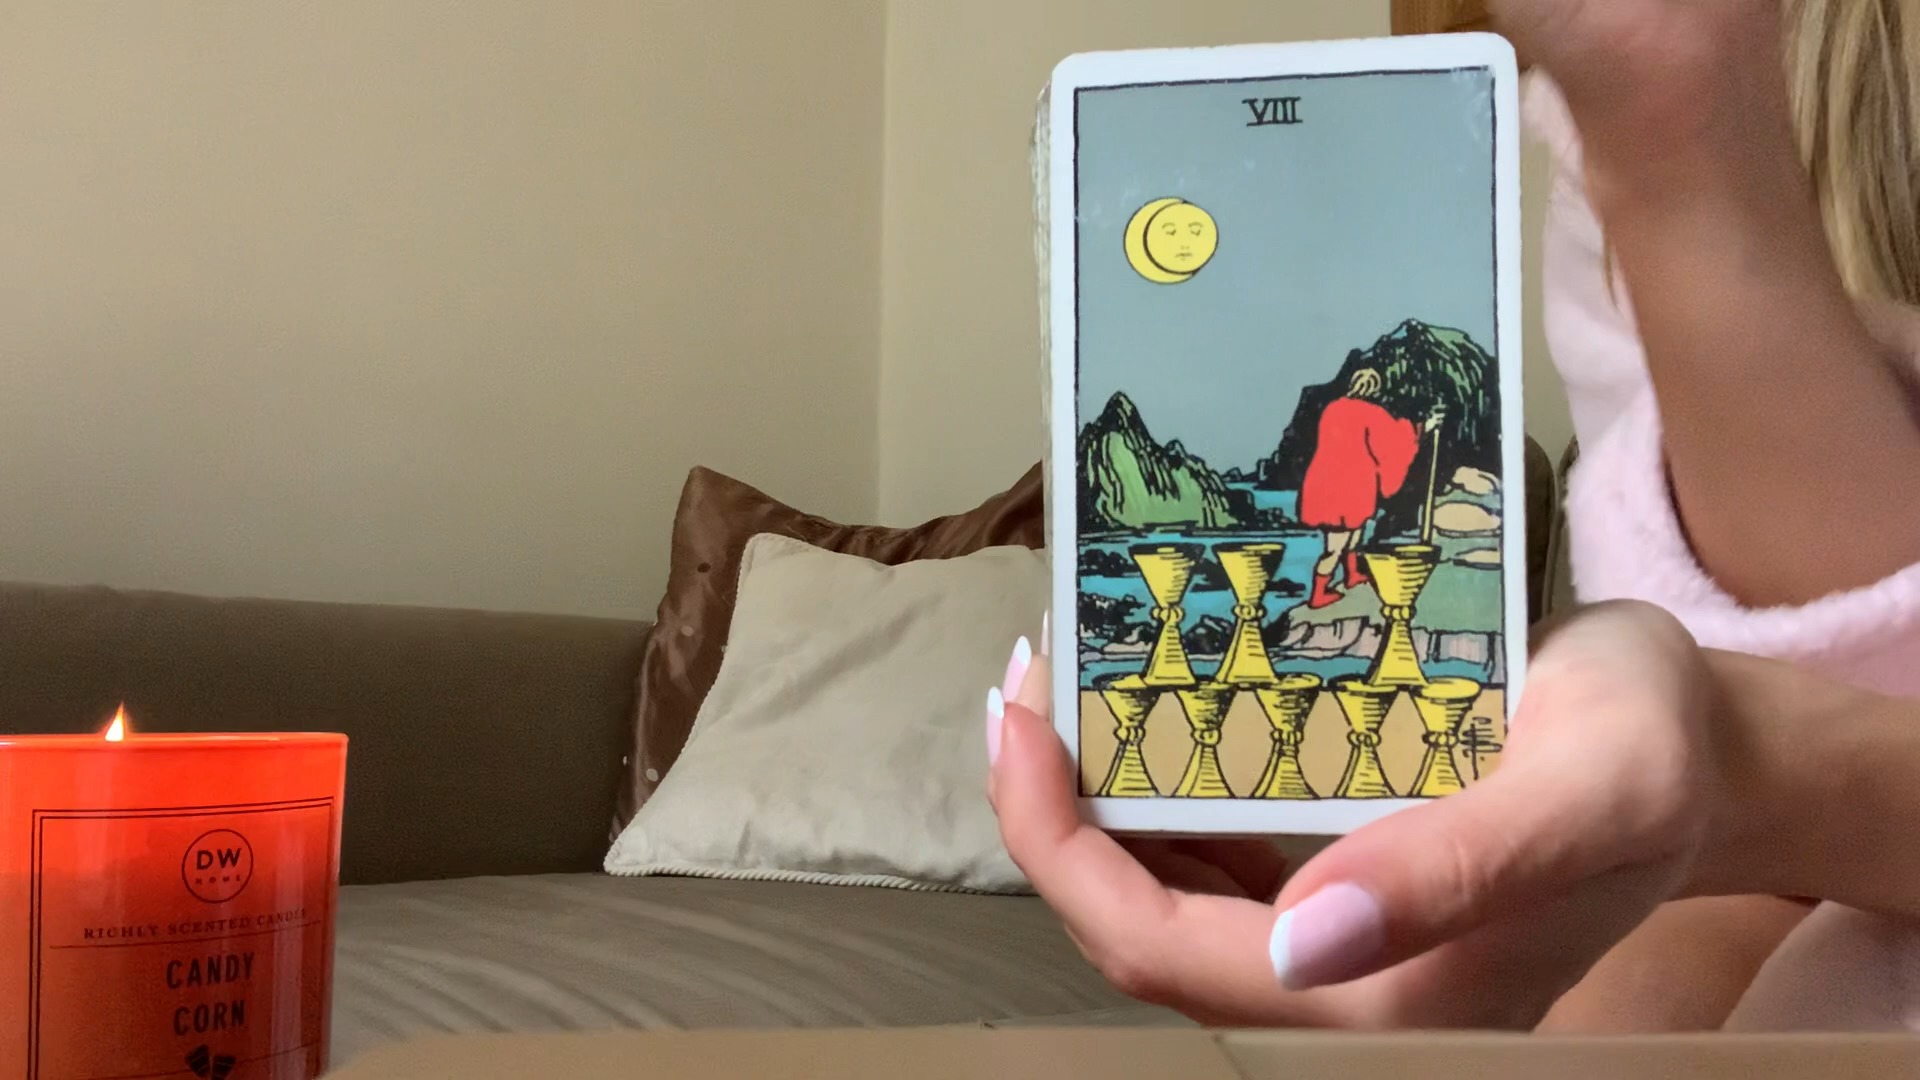 VIII
DW
HOME
RICHLY SCENTED CANDLE
CANDY
CORN